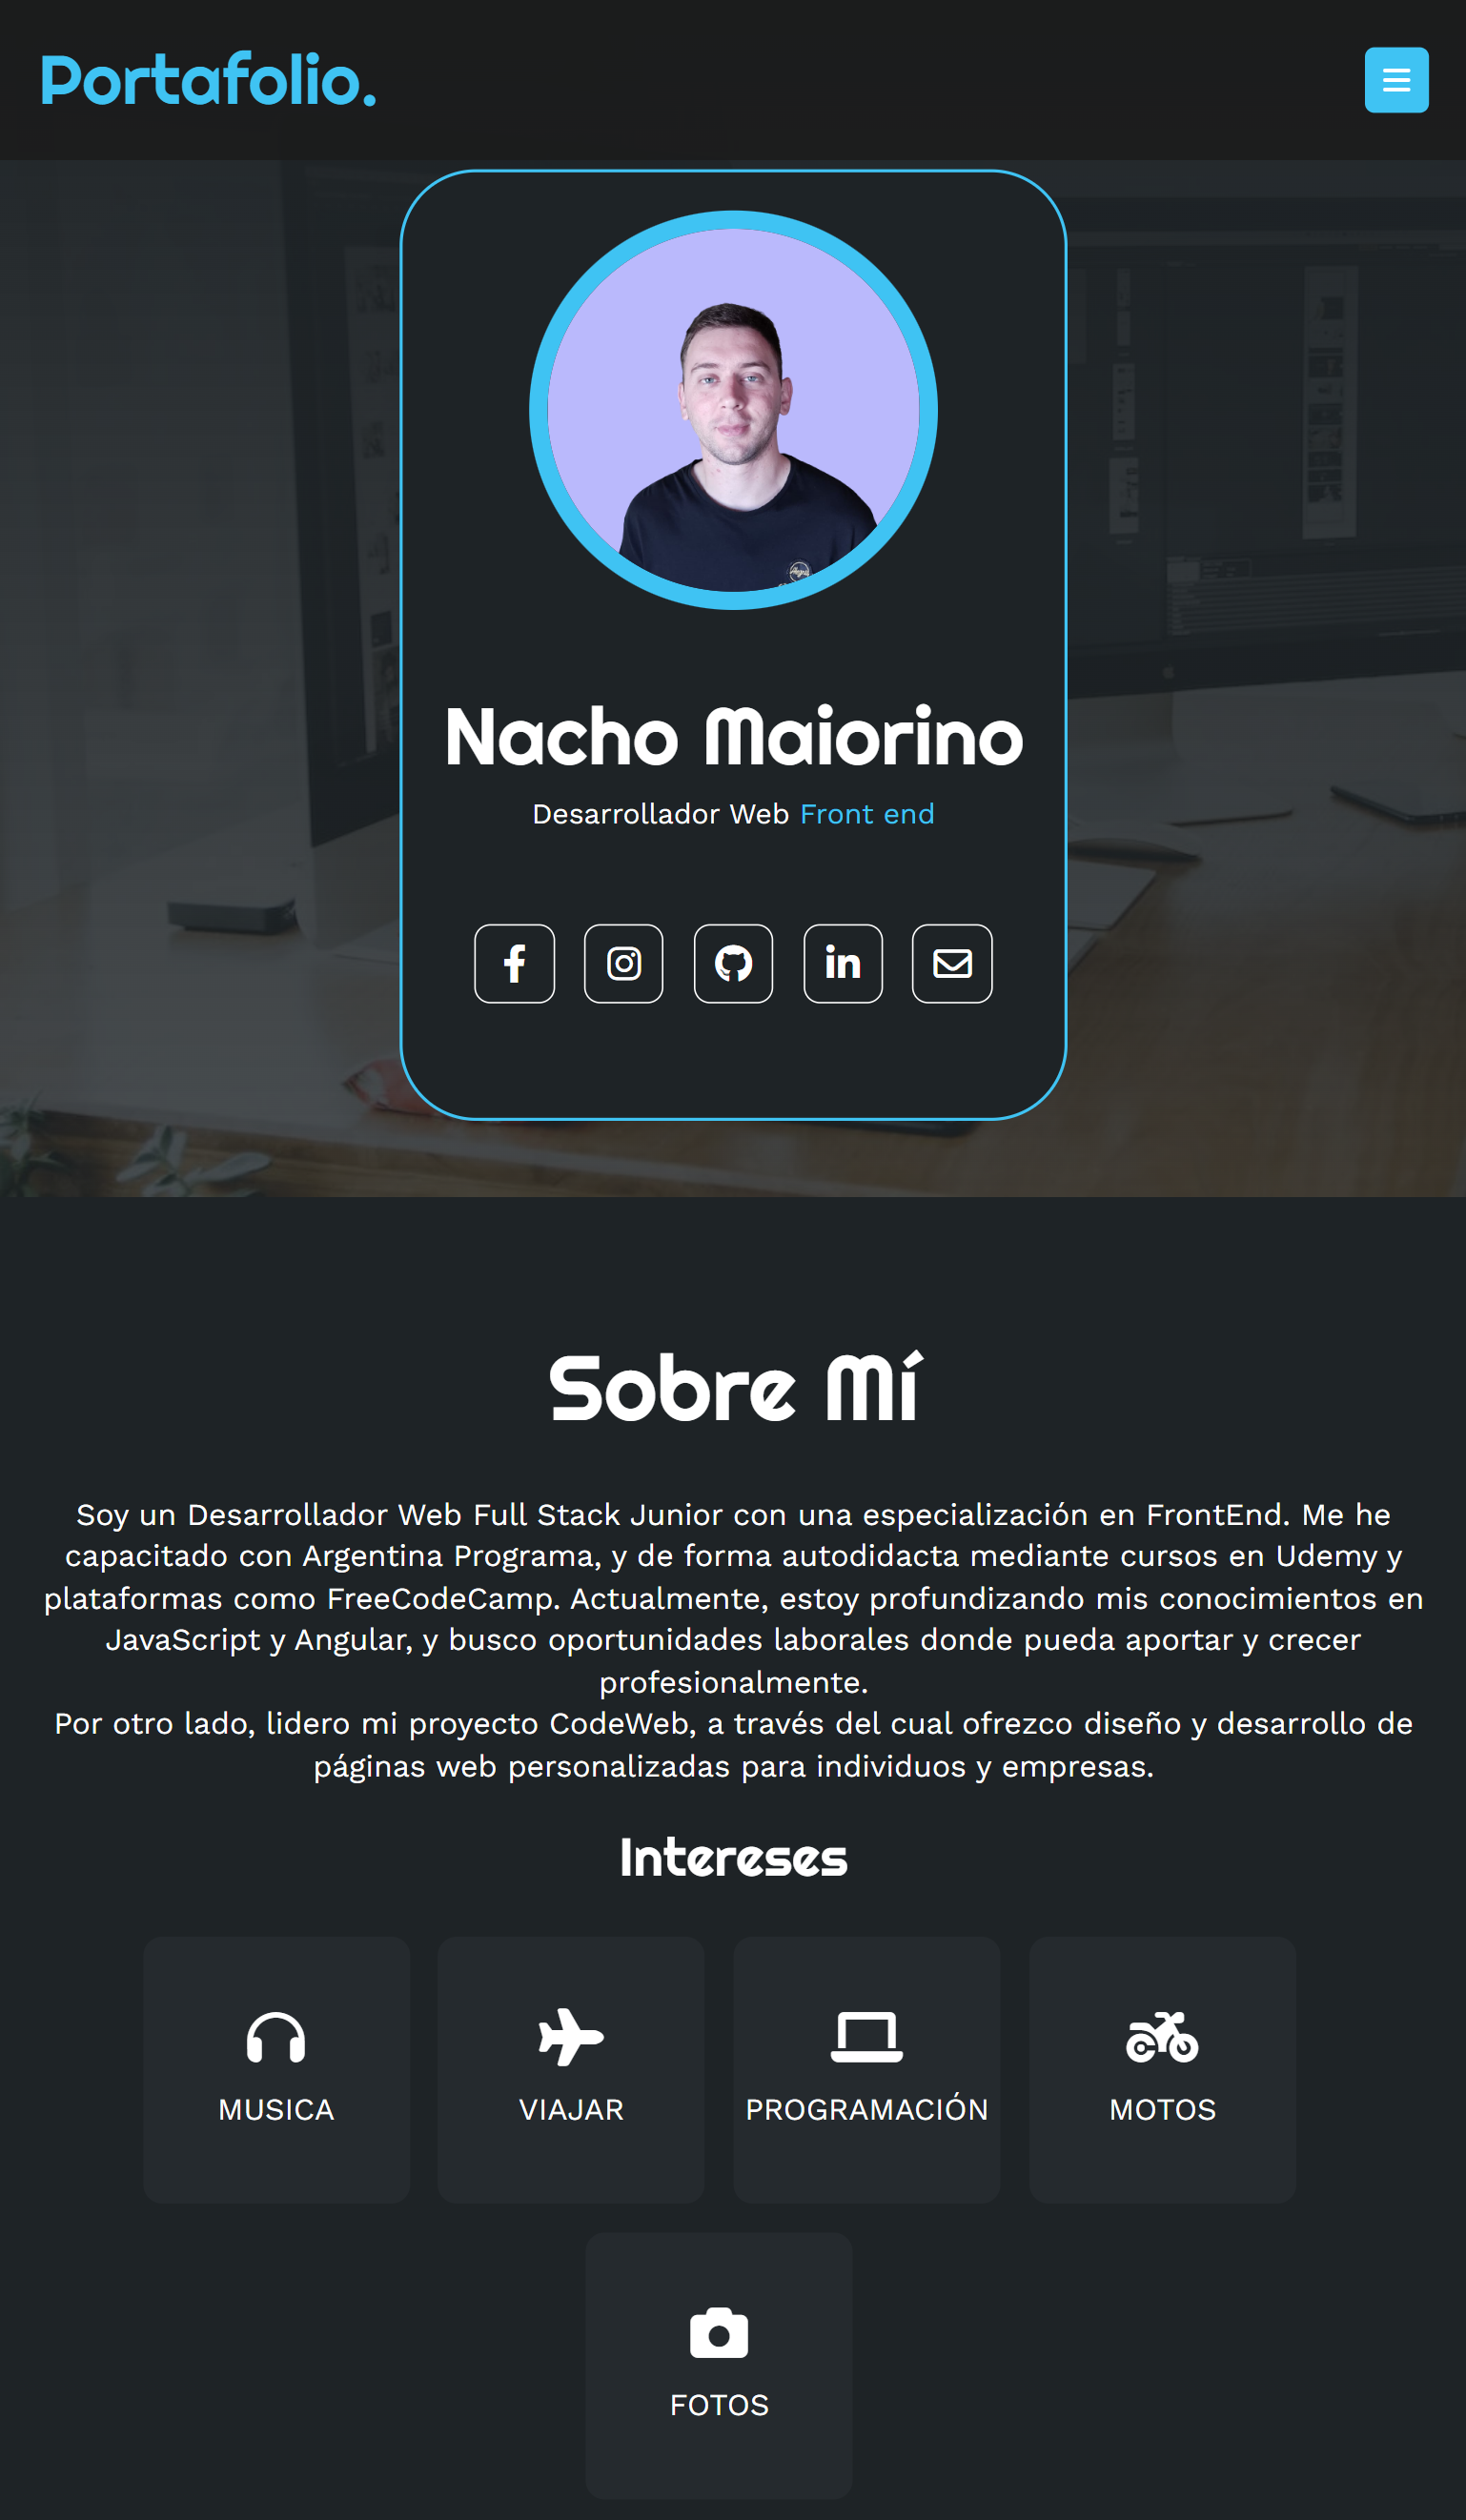 Portafolio.
Nacho Maiorino
Desarrollador Web Front end
Sobre Mí
Soy un Desarrollador Web Full Stack Junior con una especialización en FrontEnd. Me he
capacitado con Argentina Programa, y de forma autodidacta mediante cursos en Udemy y
plataformas como FreeCodeCamp. Actualmente, estoy profundizando mis conocimientos en
JavaScript y Angular, y busco oportunidades laborales donde pueda aportar y crecer
profesionalmente.
Por otro lado, lidero mi proyecto CodeWeb, a través del cual ofrezco diseño y desarrollo de
páginas web personalizadas para individuos y empresas.
Intereses
MUSICA
VIAJAR
PROGRAMACIÓN
MOTOS
FOTOS